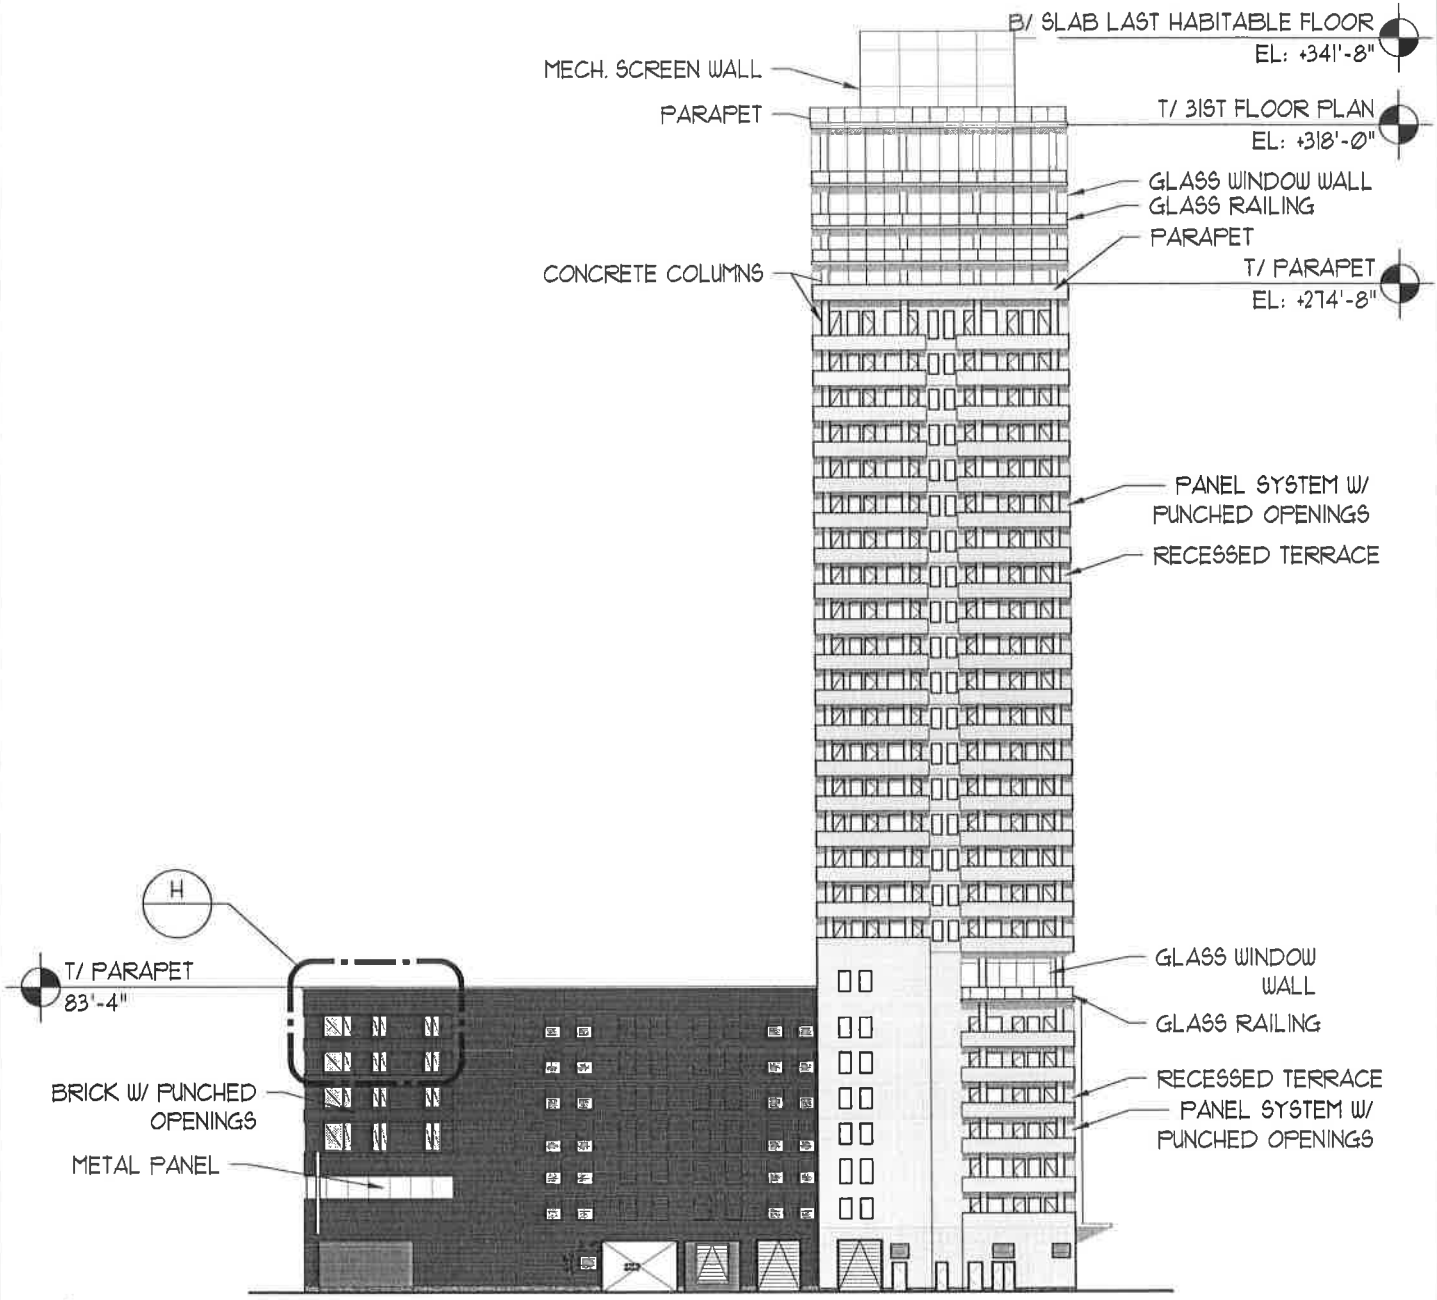 B/ SLAB LAST HABITABLE FLOOR
EL: +341'-8"
MECH. SCREEN WALL
PARAPET
T/ 31ST FLOOR PLAN
EL: +318'-0"
GLASS WINDOW WALL
GLASS RAILING
PARAPET
CONCRETE COLUMNS
T/ PARAPET
EL: +274'-8"
PANEL SYSTEM W/
PUNCHED OPENINGS
RECESSED TERRACE
H
T/ PARAPET
83'-4"
GLASS WINDOW
WALL
GLASS RAILING
BRICK W/ PUNCHED
OPENINGS
RECESSED TERRACE
PANEL SYSTEM W/
PUNCHED OPENINGS
METAL PANEL